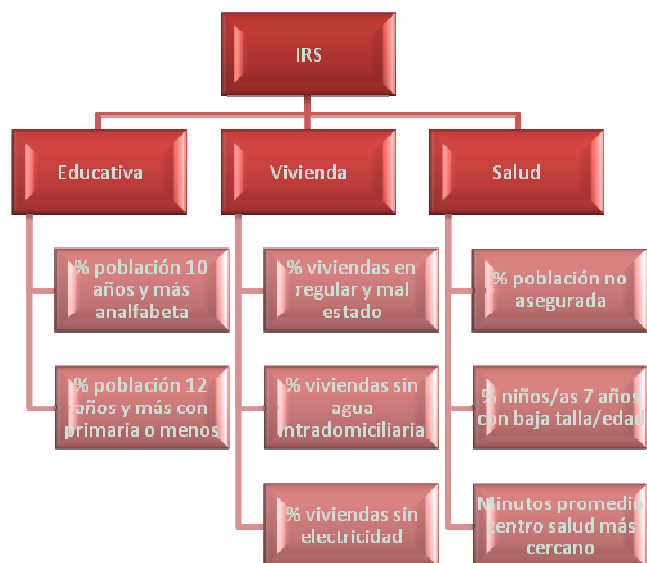 IRS
Educativa
Vivienda
Salud
% población 10
años y más
analfabeta
% población 12
años y más con
primaria o menos
% viviendas en
regular y mal
estado
% viviendas sin
agua
intradomiciliaria
% viviendas sin
electricidad
% población no
asegurada
% niños/as 7 años
con baja talla/edad
Minutos promedio
centro salud más
cercano